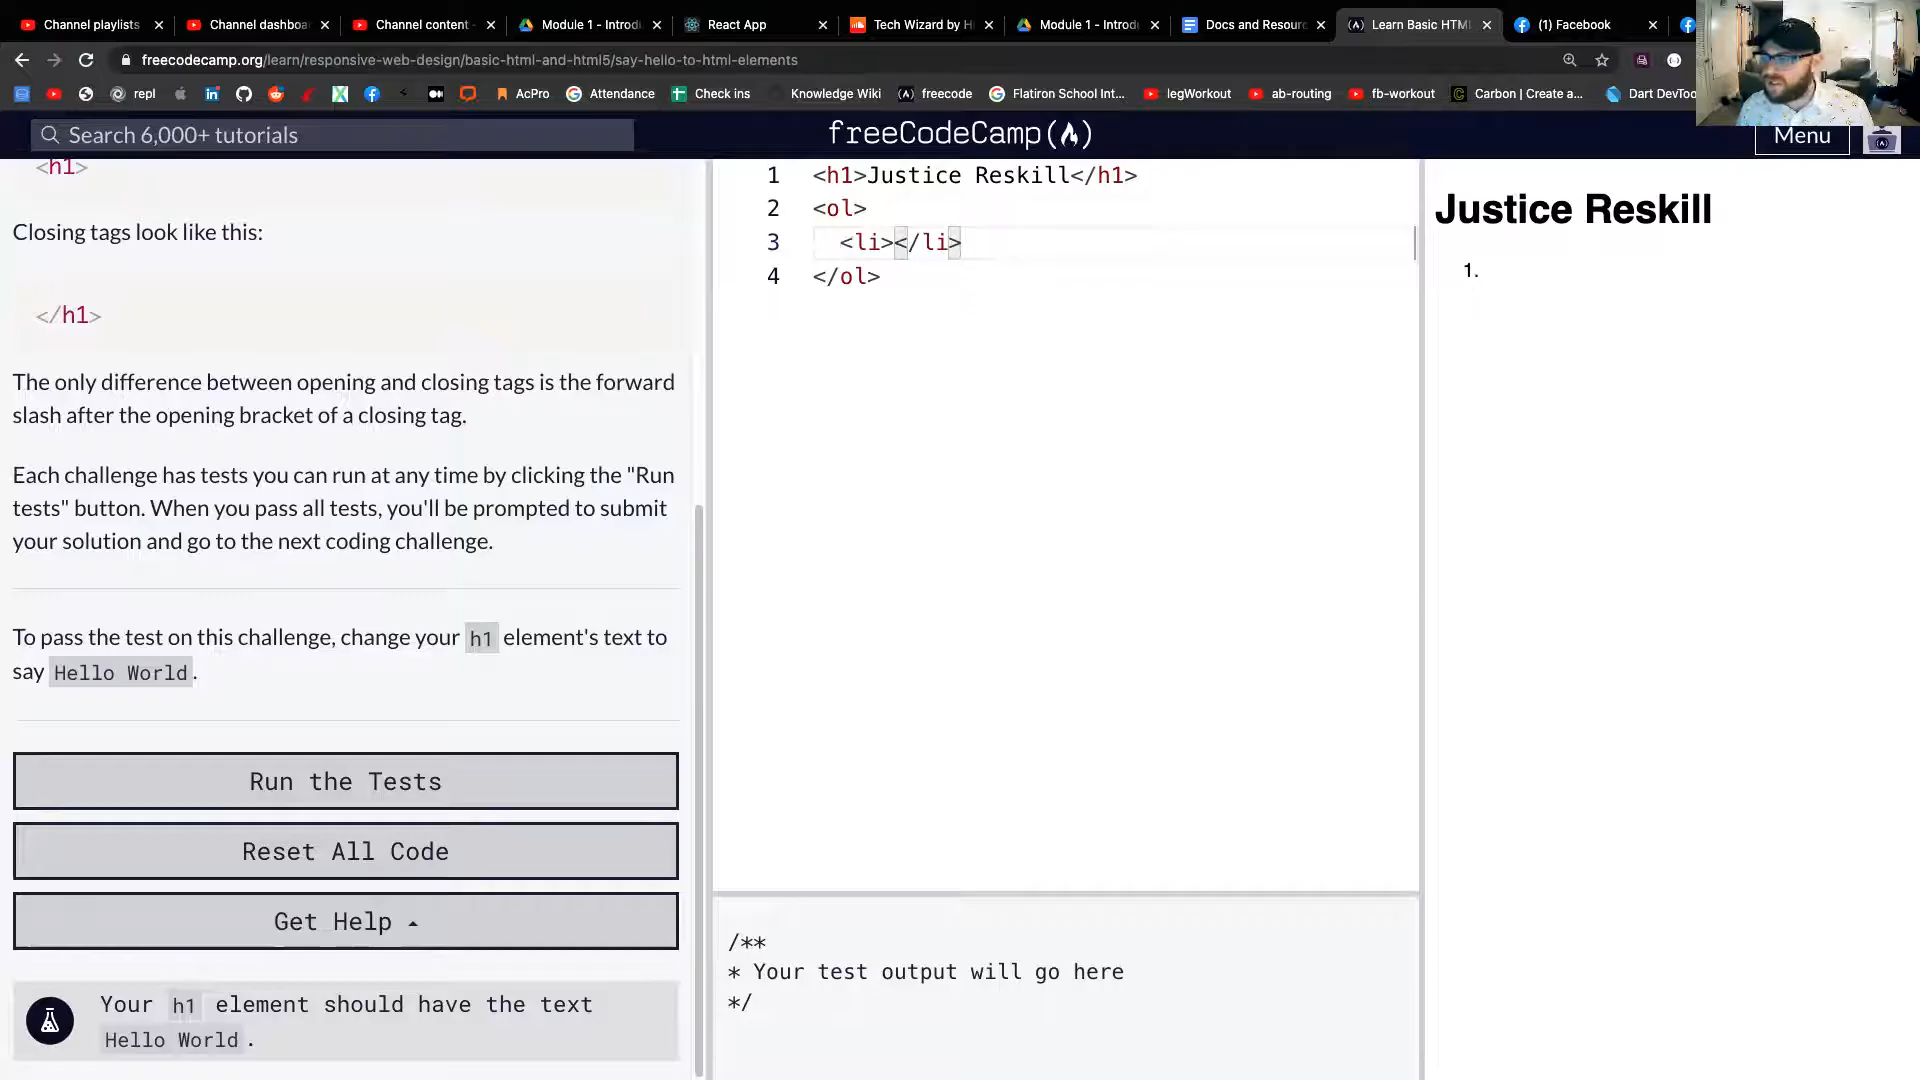 Channel playlists
Channel dashboa
Channel content -
Module 1 - Introdu
React App
Tech Wizard by H
Module 1 - Introdu
Docs and Resourc
Learn Basic HTML
(1) Facebook
freecodecamp.org/learn/responsive-web-design/basic-html-and-html5/say-hello-to-html-elements
repl
AcPro
Attendance
Check ins
Knowledge Wiki
freecode
Flatiron School Int...
legWorkout
ab-routing
fb-workout
Carbon | Create a...
Dart DevToo
Search 6,000+ tutorials
freeCodeCamp
Menu
<h1>
Closing tags look like this:
</h1>
The only difference between opening and closing tags is the forward
slash after the opening bracket of a closing tag.
Each challenge has tests you can run at any time by clicking the "Run
tests" button. When you pass all tests, you'll be prompted to submit
your solution and go to the next coding challenge.
To pass the test on this challenge, change your h1 element's text to
say Hello World.
Run the Tests
Reset All Code
Get Help
Your h1 element should have the text
Hello World.
1 <h1>Justice Reskill</h1>
2 <ol>
3 <li></li>
4 </ol>
/**
* Your test output will go here
*/
Justice Reskill
1.